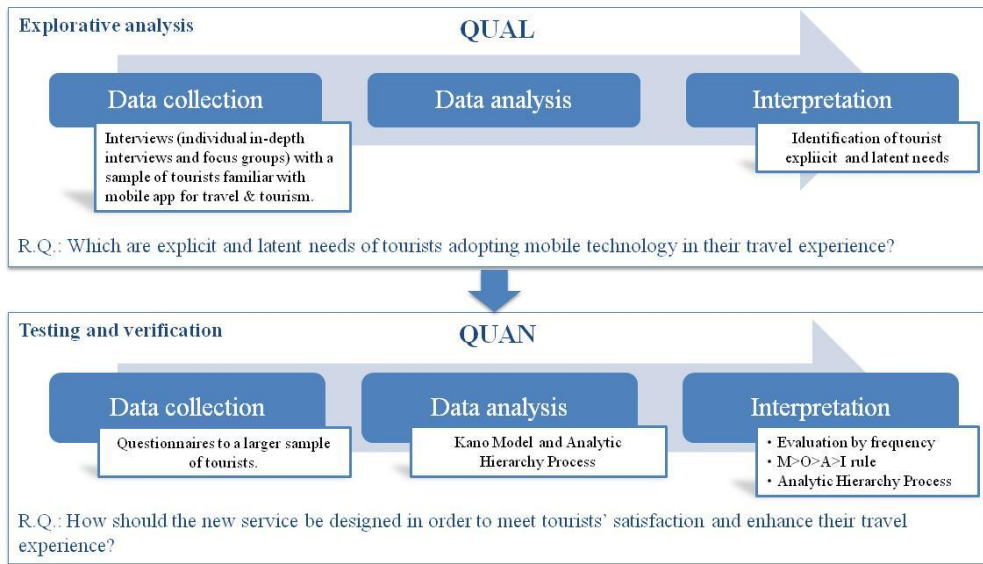 Explorative analysis
QUAL
Data collection
Data analysis
Interpretation
Interviews (individual in-depth
interviews and focus groups) with a
sample of tourists familiar with
mobile app for travel & tourism.
Identification of tourist
expliicit and latent needs
R.Q.: Which are explicit and latent needs of tourists adopting mobile technology in their travel experience?
Testing and verification
QUAN
Data collection
Data analysis
Interpretation
Questionnaires to a larger sample
of tourists.
Kano Model and Analytic
Hierarchy Process
• Evaluation by frequency
• M>O>A>I rule
• Analytic Hierarchy Process
R.Q.: How should the new service be designed in order to meet tourists’ satisfaction and enhance their travel
experience?